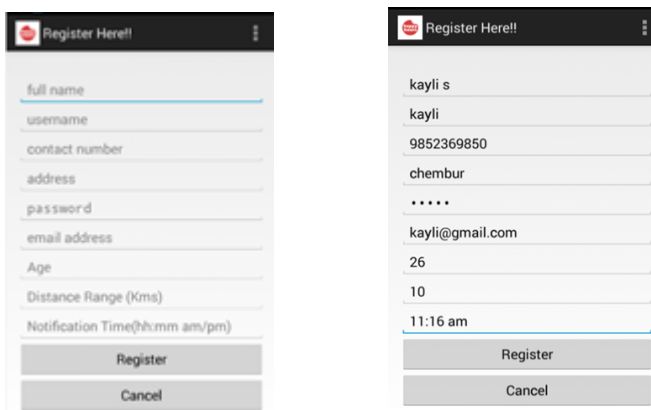 Register Here!!
full name
username
contact number
address
password
email address
Age
Distance Range (Kms)
Notification Time(hh:mm am/pm)
Register
Cancel
Register Here!!
kayli s
kayli
9852369850
chembur
•••••
kayli@gmail.com
26
10
11:16 am
Register
Cancel